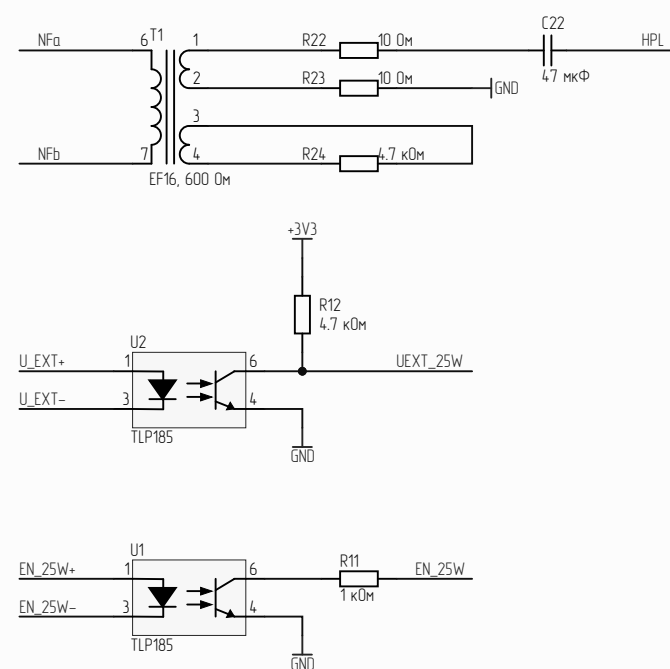 C22
NFa 6 T1 1 R22 10 Ом HPL
47 мкФ
2 R23 10 Ом GND
3
NFb 7 4 R24 4.7 кОм
EF16, 600 Ом
+3V3
R12
4.7 кОм
U2
U_EXT+ 1 6 UEXT_25W
U_EXT- 3 4
TLP185
GND
U1 R11
EN_25W+ 1 6 EN_25W
1 кОм
EN_25W- 3 4
TLP185
GND